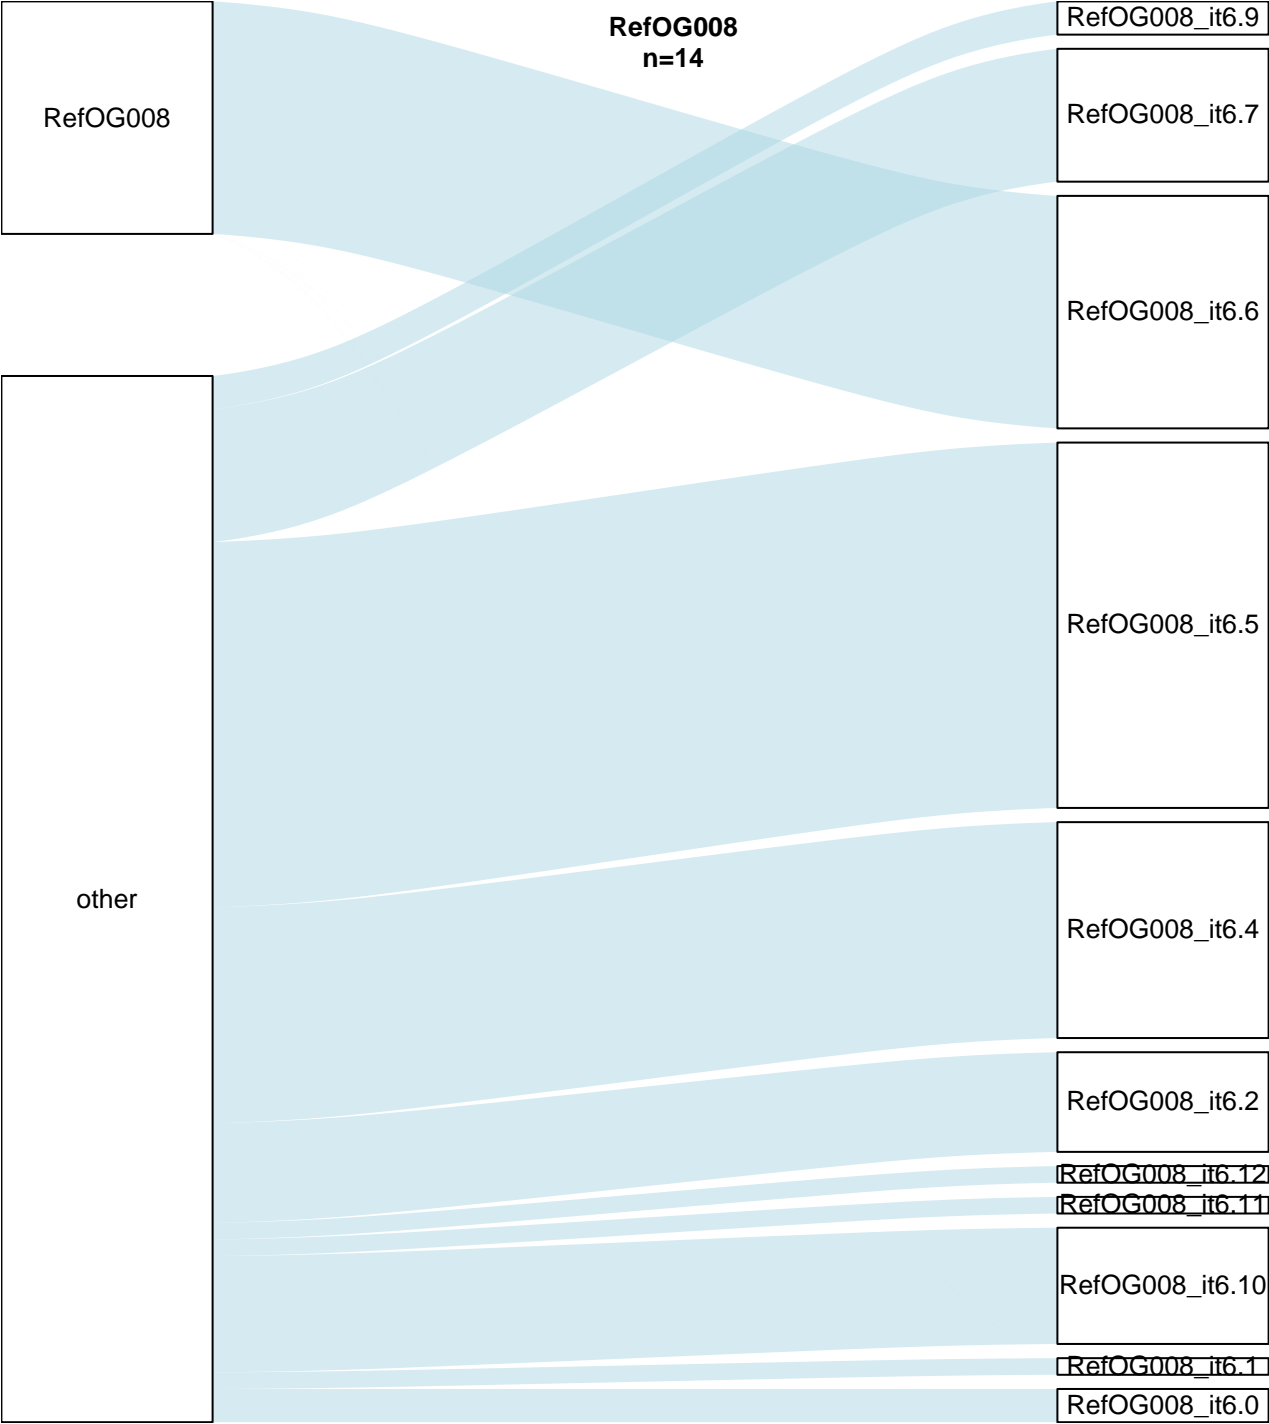 RefOG008
n=14
RefOG008
other
RefOG008_it6.9
RefOG008_it6.7
RefOG008_it6.6
RefOG008_it6.5
RefOG008_it6.4
RefOG008_it6.2
RefOG008_it6.12
RefOG008_it6.11
RefOG008_it6.10
RefOG008_it6.1
RefOG008_it6.0